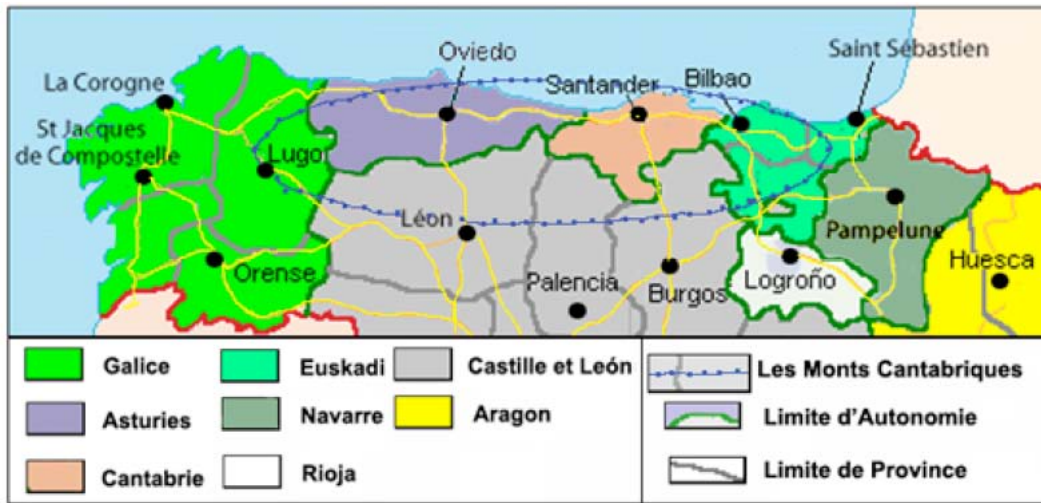 Oviedo
Saint Sébastien
La Corogne
Santander
Bilbao
St Jacques
de Compostelle
Lugo
Léon
Pampelune
Orense
Palencia
Burgos
Logroño
Huesca
Galice
Euskadi
Castille et León
Les Monts Cantabriques
Asturies
Navarre
Aragon
Limite d'Autonomie
Cantabrie
Rioja
Limite de Province